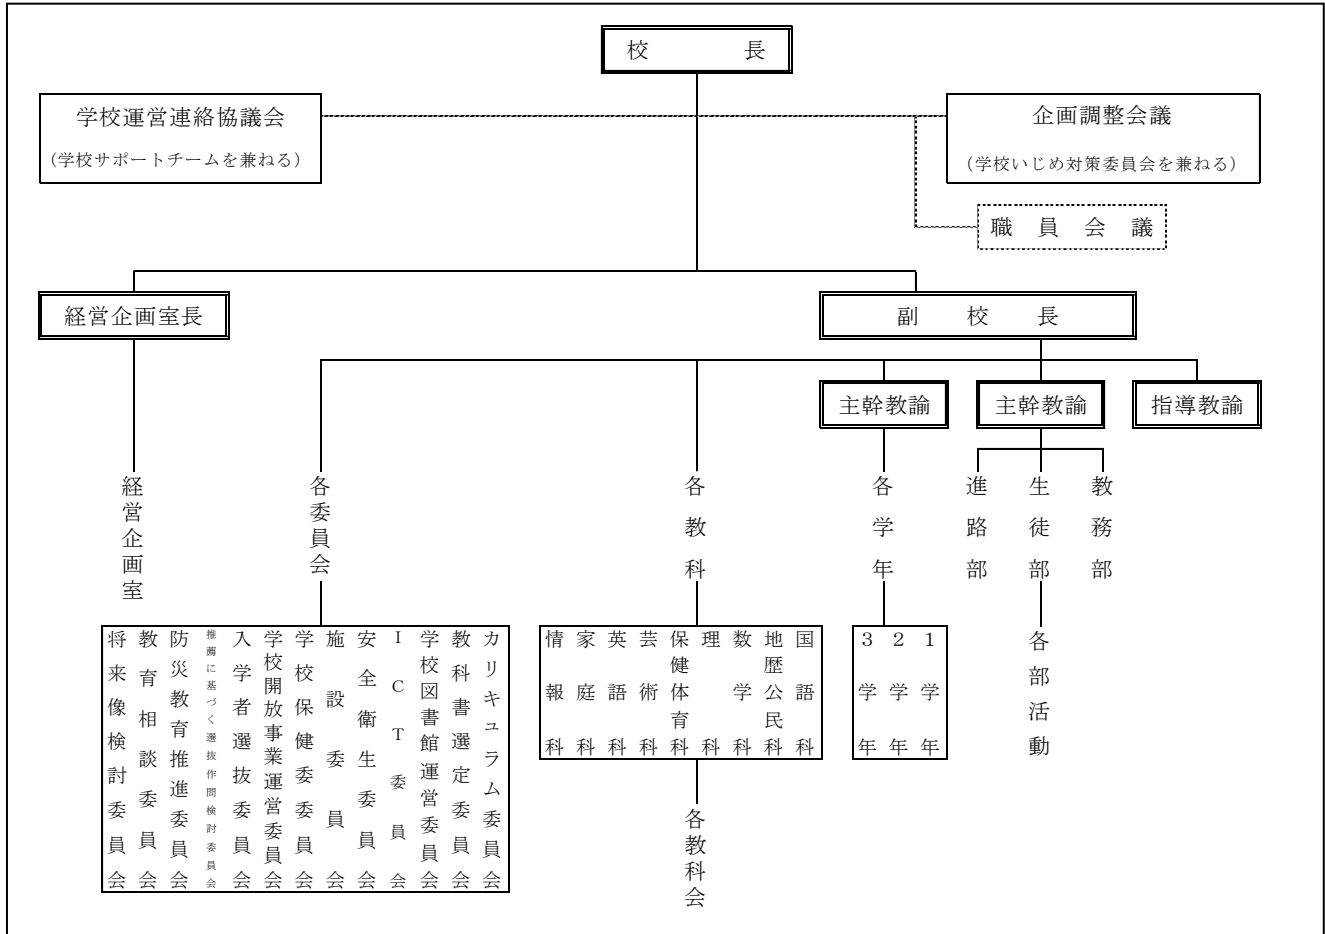 校長
学校運営連絡協議会
（学校サポートチームを兼ねる）
企画調整会議
（学校いじめ対策委員会を兼ねる）
職員会議
経営企画室長
副校長
主幹教諭
主幹教諭
指導教諭
教務部
生徒部
進路部
各学年
各教科
各委員会
経営企画室
各部活動
1学年
2学年
3学年
国語科
地歴公民科
数学科
理科
保健体育科
芸術科
英語科
家庭科
情報科
各教科会
カリキュラム委員会
教科書選定委員会
学校図書館運営委員会
ICT委員会
安全衛生委員会
施設委員会
学校保健委員会
学校開放事業運営委員会
入学者選抜委員会
推薦に基づく選抜作問検討委員会
防災教育推進委員会
教育相談委員会
将来像検討委員会